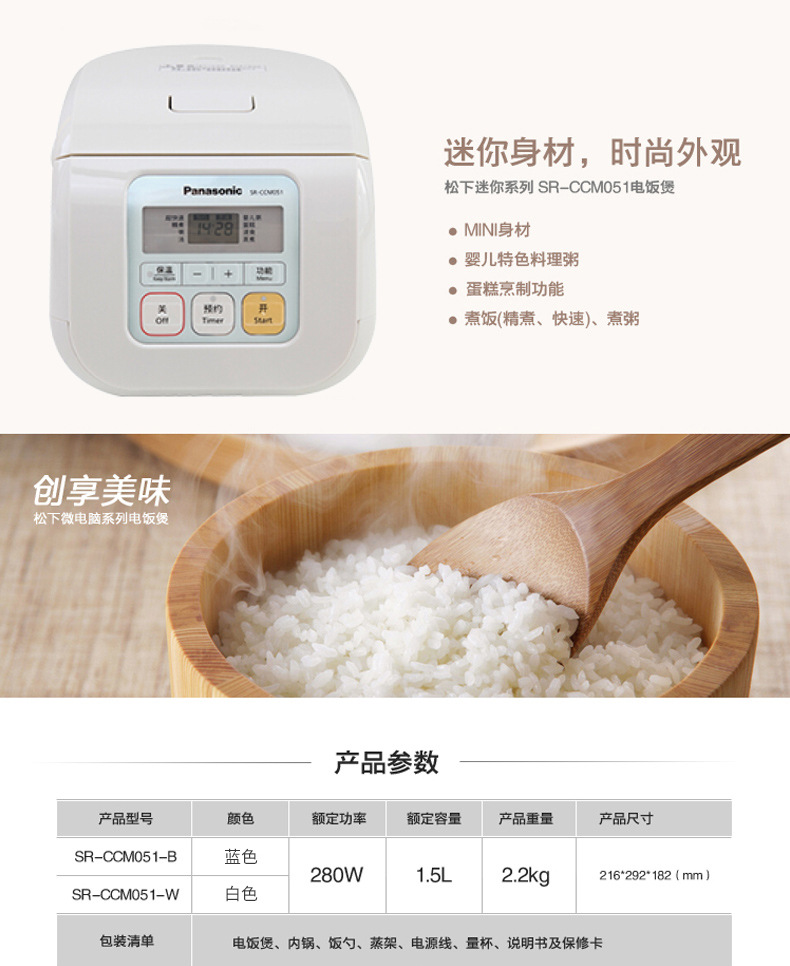 迷你身材，时尚外观
松下迷你系列 SR-CCM051电饭煲
● MINI身材
● 婴儿特色料理粥
● 蛋糕烹制功能
● 煮饭(精煮、快速)、煮粥
Panasonic SR-CCM051
14:28
保温
功能
Menu
关
Off
预约
Timer
开
Start
创享美味
松下微电脑系列电饭煲
产品参数
产品型号 颜色 额定功率 额定容量 产品重量 产品尺寸
SR-CCM051-B 蓝色
280W 1.5L 2.2kg 216*292*182（mm）
SR-CCM051-W 白色
包装清单 电饭煲、内锅、饭勺、蒸架、电源线、量杯、说明书及保修卡